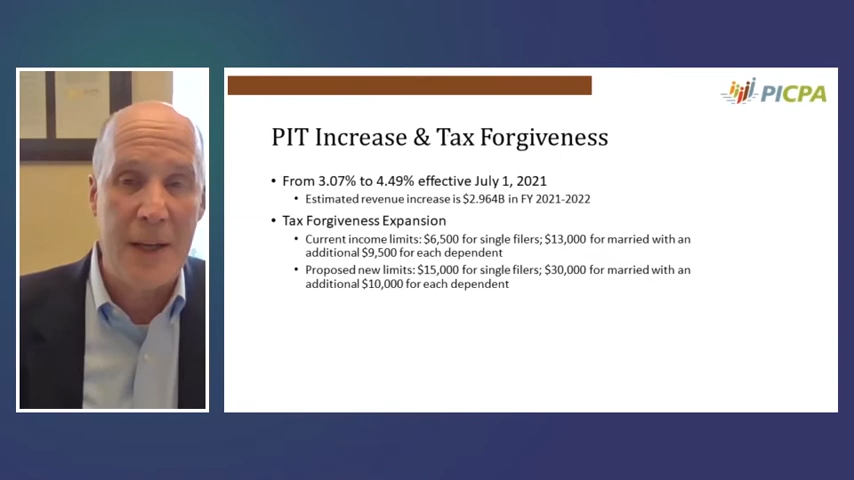 PICPA
PIT Increase & Tax Forgiveness
• From 3.07% to 4.49% effective July 1, 2021
• Estimated revenue increase is $2.964B in FY 2021-2022
• Tax Forgiveness Expansion
• Current income limits: $6,500 for single filers; $13,000 for married with an
additional $9,500 for each dependent
• Proposed new limits: $15,000 for single filers; $30,000 for married with an
additional $10,000 for each dependent